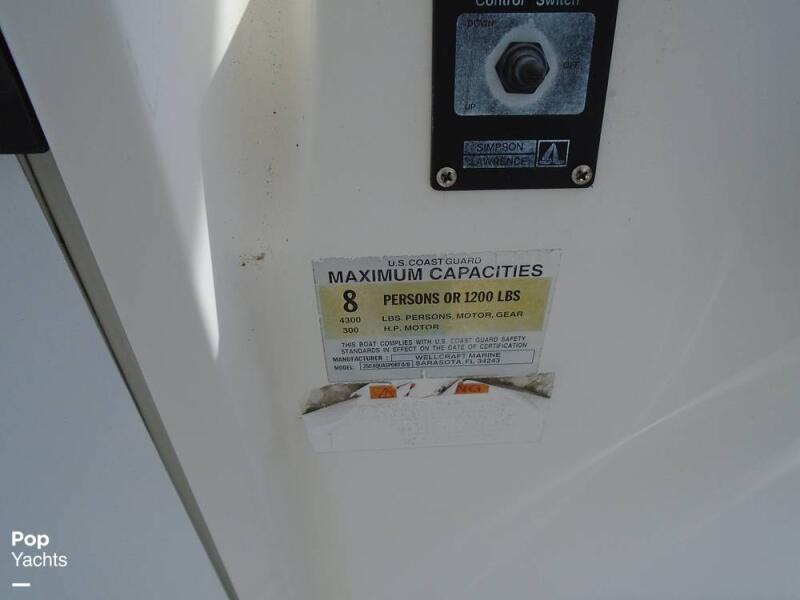 Control Switch
DOWN
OFF
UP
SIMPSON
LAWRENCE
U.S. COAST GUARD
MAXIMUM CAPACITIES
8 PERSONS OR 1200 LBS
4300 LBS. PERSONS, MOTOR, GEAR
300 H.P. MOTOR
THIS BOAT COMPLIES WITH U.S. COAST GUARD SAFETY
STANDARDS IN EFFECT ON THE DATE OF CERTIFICATION
MANUFACTURER: WELLCRAFT MARINE
MODEL: 250 AQUASPORT O/B SARASOTA, FL 34243
Pop
Yachts